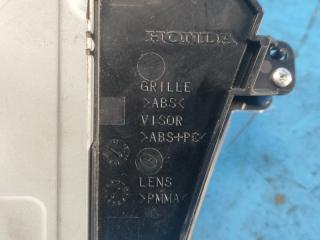 HONDA
GRILLE
>ABS<
VISOR
>ABS+PC<
LENS
>PMMA<